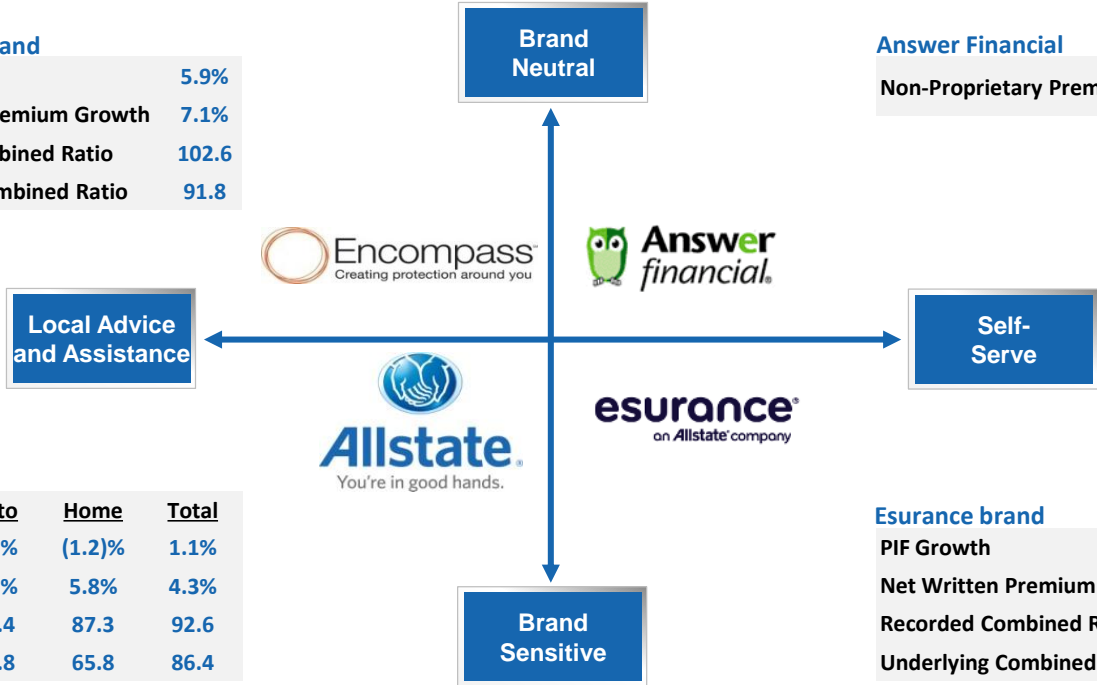 Brand
Neutral
and
5.9%
emium Growth 7.1%
bined Ratio 102.6
mbined Ratio 91.8
Answer Financial
Non-Proprietary Prem
Encompass
Creating protection around you
Answer
financial®
Local Advice
and Assistance
Self-
Serve
Allstate®
You're in good hands.
esurance®
an Allstate® company
to Home Total
% (1.2)% 1.1%
% 5.8% 4.3%
.4 87.3 92.6
.8 65.8 86.4
Brand
Sensitive
Esurance brand
PIF Growth
Net Written Premium
Recorded Combined R
Underlying Combined